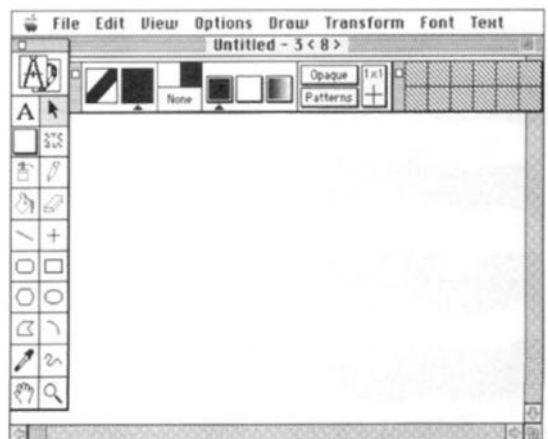 File Edit View Options Draw Transform Font Text
Untitled - 3 < 8 >
Opaque 1x1
None Patterns
A